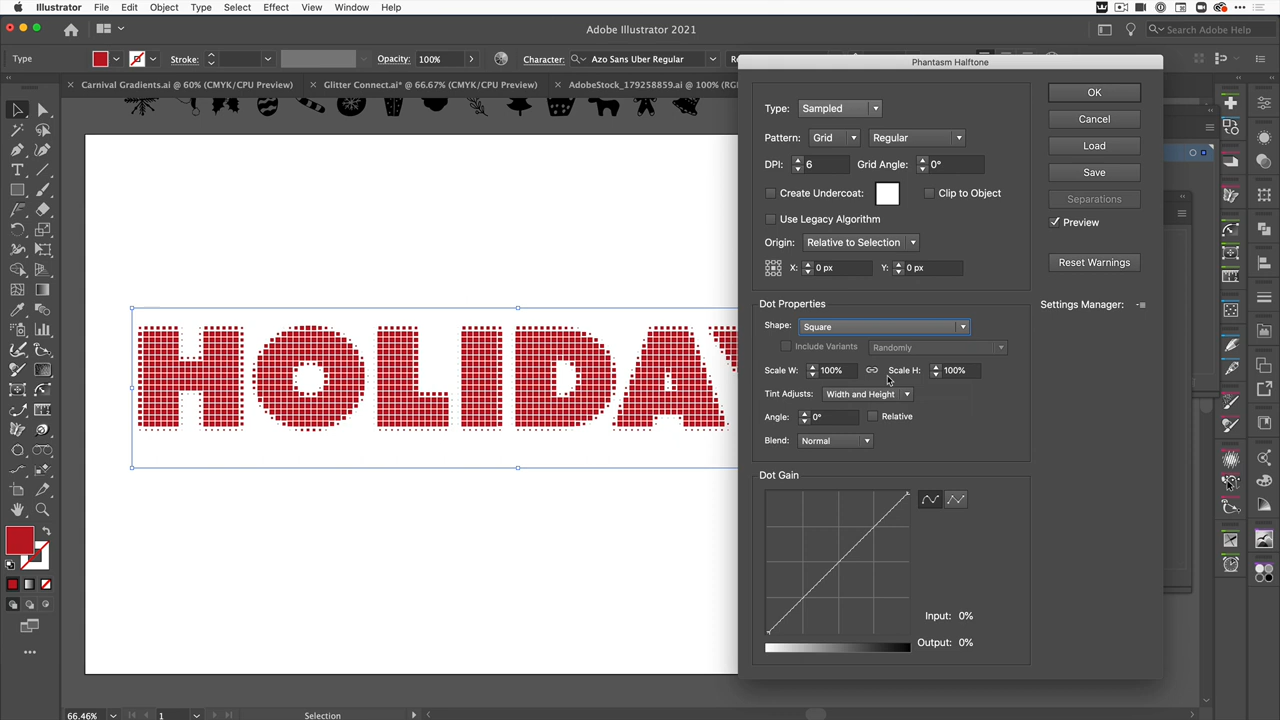 Illustrator File Edit Object Type Select Effect View Window Help
Adobe Illustrator 2021
Search Adobe Help
Type Stroke: Opacity: 100% Character: Azo Sans Uber Regular
Phantasm Halftone
Carnival Gradients.ai @ 60% (CMYK/CPU Preview) Glitter Connect.ai* @ 66.67% (CMYK/CPU Preview) AdobeStock_179258859.ai @ 100% (RG
Type: Sampled OK
Cancel
Pattern: Grid Regular
Load
DPI: 6 Grid Angle: 0°
Save
Create Undercoat: Clip to Object
Separations
Use Legacy Algorithm Preview
Origin: Relative to Selection
X: 0 px Y: 0 px Reset Warnings
Dot Properties Settings Manager:
Shape: Square
Include Variants Randomly
HOLIDAY
Scale W: 100% Scale H: 100%
Tint Adjusts: Width and Height
Angle: 0° Relative
Blend: Normal
Dot Gain
Input: 0%
Output: 0%
66.46% 1 Selection